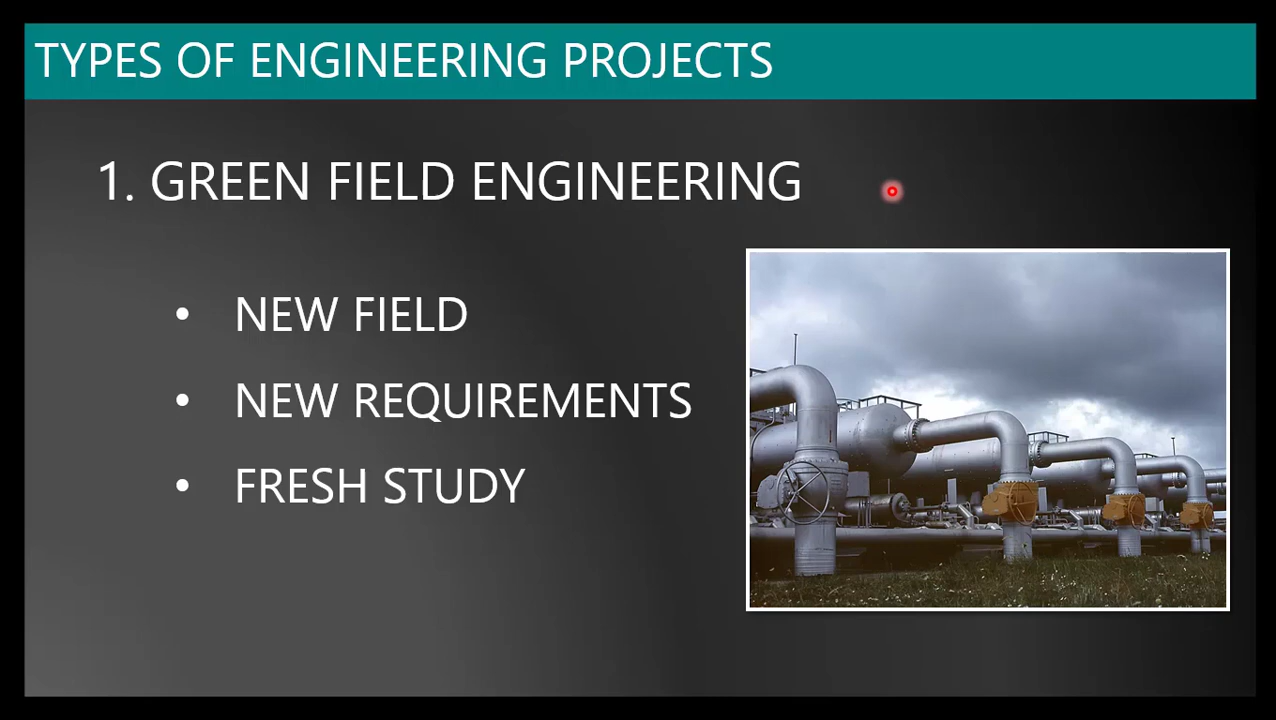 TYPES OF ENGINEERING PROJECTS
1. GREEN FIELD ENGINEERING
• NEW FIELD
• NEW REQUIREMENTS
• FRESH STUDY